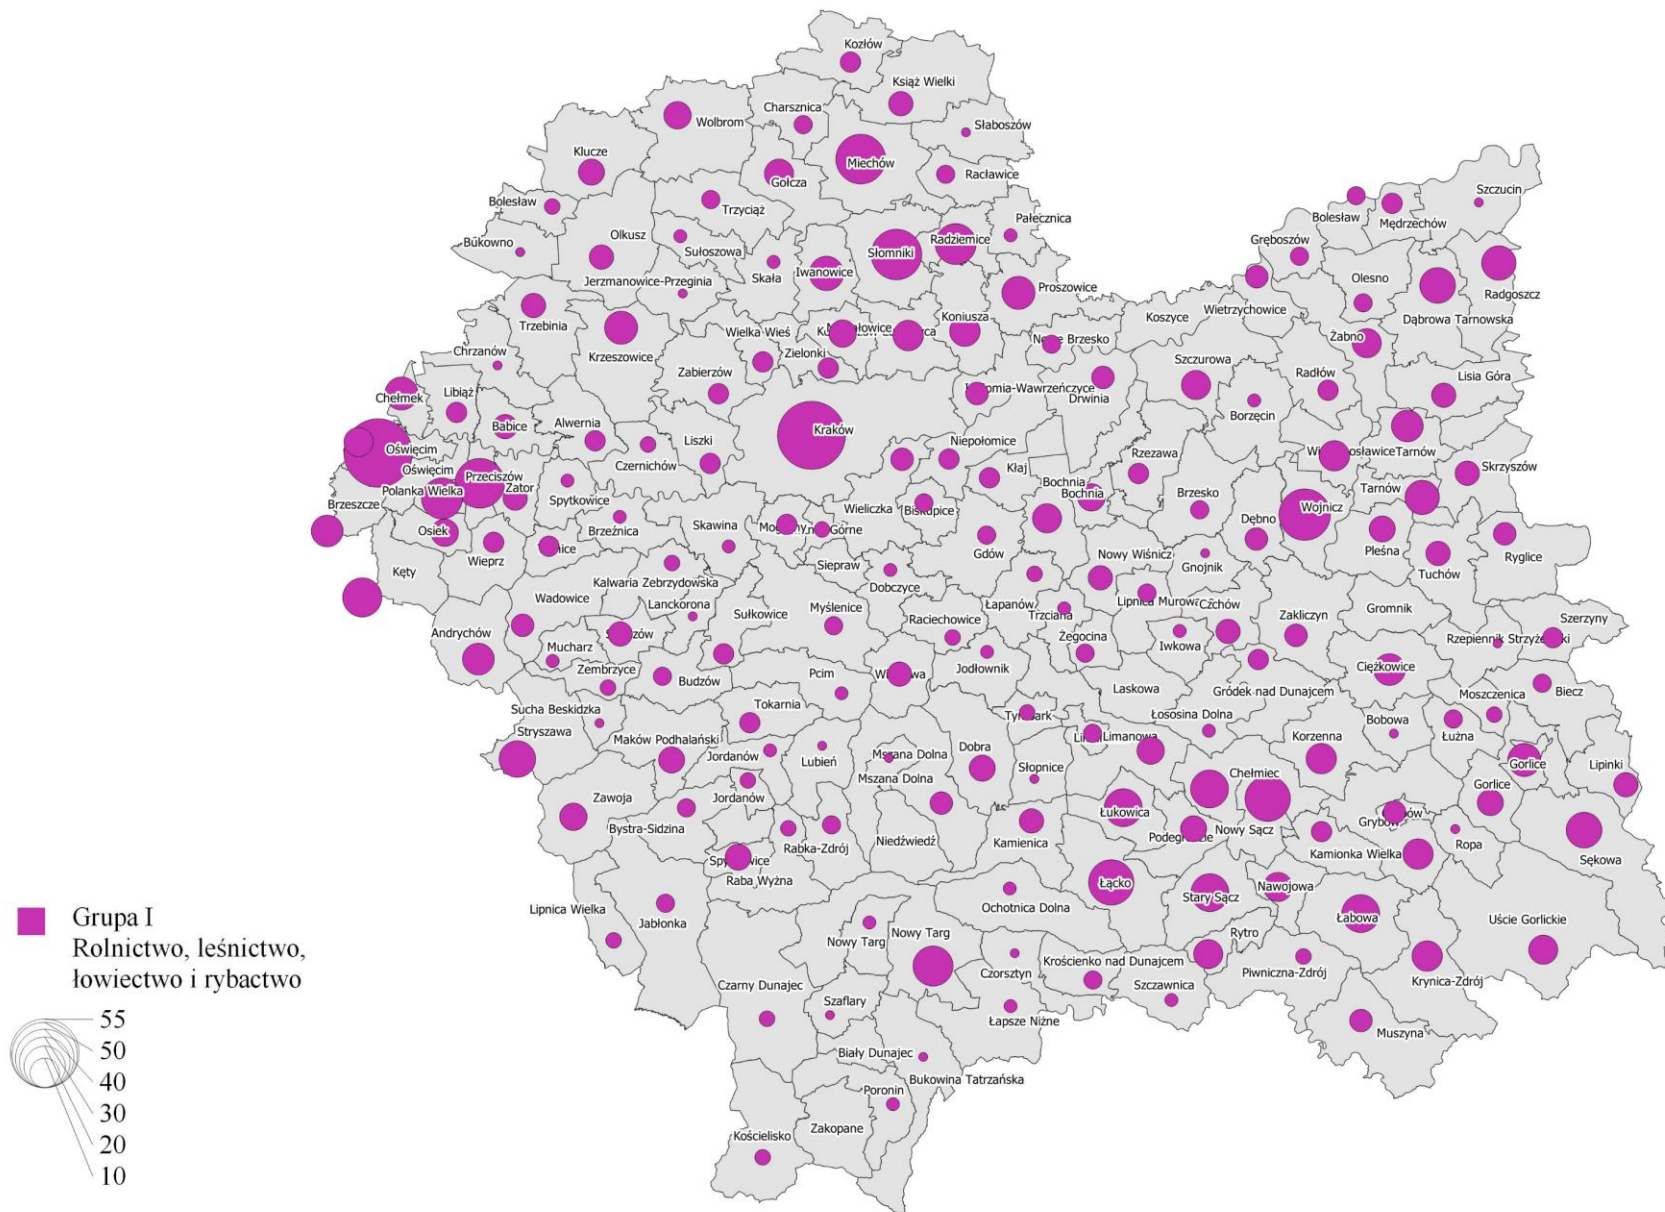 Kozłów
Książ Wielki
Charsznica
Wolbrom
Słaboszów
Klucze
Miechów
Gołcza
Racławice
Szczucin
Bolesław
Trzyciąż
Bolesław
Mędrzechów
Pałecznica
Olkusz
Radziemice
Gręboszów
Bukowno
Sułoszowa
Słomniki
Skała
Iwanowice
Olesno
Jerzmanowice-Przeginia
Proszowice
Radgoszcz
Wietrzychowice
Koszyce
Dąbrowa Tarnowska
Trzebinia
Koniusza
Wielka Wieś
Krzeszowice
Żabno
Zielonki
Chrzanów
Szczurowa
Radłów
Zabierzów
Lisia Góra
Libiąż
Chełmek
Drwinia
Borzęcin
Alwernia
Babice
Kraków
Liszki
Niepołomice
Oświęcim
Tarnów
Rzezawa
Czernichów
Oświęcim
Kłaj
Skrzyszów
Przeciszów
Bochnia
Polanka Wielka
Zator
Spytkowice
Bochnia
Brzesko
Tarnów
Brzeszcze
Wieliczka
Biskupice
Wojnicz
Skawina
Dębno
Osiek
Brzeźnica
Pleśna
Gdów
Nowy Wiśnicz
Ryglice
Wieprz
Siepraw
Gnojnik
Tuchów
Kęty
Kalwaria Zebrzydowska
Dobczyce
Wadowice
Lanckorona
Łapanów
Gromnik
Sułkowice
Myślenice
Raciechowice
Trzciana
Zakliczyn
Szerzyny
Andrychów
Żegocina
Mucharz
Iwkowa
Zembrzyce
Pcim
Jodłownik
Ciężkowice
Budzów
Laskowa
Gródek nad Dunajcem
Biecz
Moszczenica
Tokarnia
Sucha Beskidzka
Łososina Dolna
Bobowa
Łużna
Stryszawa
Limanowa
Korzenna
Maków Podhalański
Jordanów
Lubień
Mszana Dolna
Dobra
Gorlice
Lipinki
Słopnice
Mszana Dolna
Chełmiec
Gorlice
Zawoja
Jordanów
Łukowica
Bystra-Sidzina
Niedźwiedź
Nowy Sącz
Kamienica
Rabka-Zdrój
Ropa
Kamionka Wielka
Sękowa
Raba Wyżna
Łącko
Nawojowa
Stary Sącz
Lipnica Wielka
Jabłonka
Ochotnica Dolna
Łabowa
Uście Gorlickie
Rytro
Nowy Targ
Nowy Targ
Krościenko nad Dunajcem
Czorsztyn
Piwniczna-Zdrój
Krynica-Zdrój
Czarny Dunajec
Szczawnica
Szaflary
Łapsze Niżne
Muszyna
Biały Dunajec
Bukowina Tatrzańska
Poronin
Zakopane
Kościelisko
Grupa I
Rolnictwo, leśnictwo,
łowiectwo i rybactwo
55
50
40
30
20
10